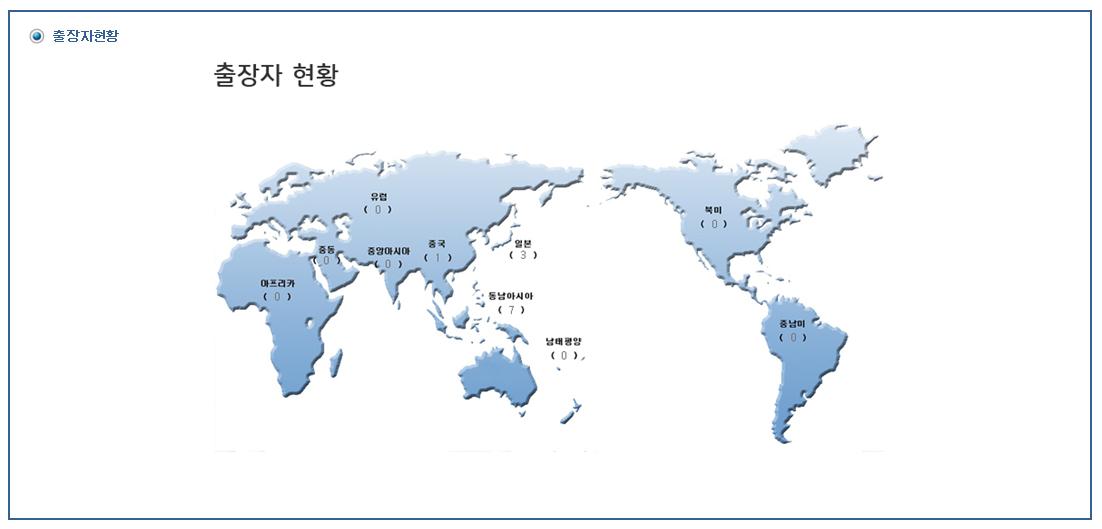 출장자현황
출장자 현황
유럽
( 0 )
북미
( 0 )
중동
( 0 )
중앙아시아
( 0 )
중국
( 1 )
일본
( 3 )
아프리카
( 0 )
동남아시아
( 7 )
중남미
( 0 )
남태평양
( 0 )